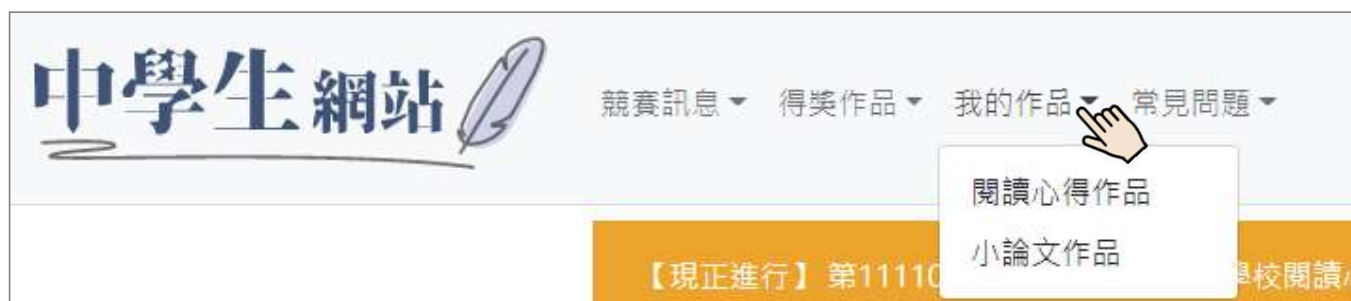 中學生網站
競賽訊息 得獎作品 我的作品 常見問題
閱讀心得作品
小論文作品
【現正進行】第11110 學校閱讀